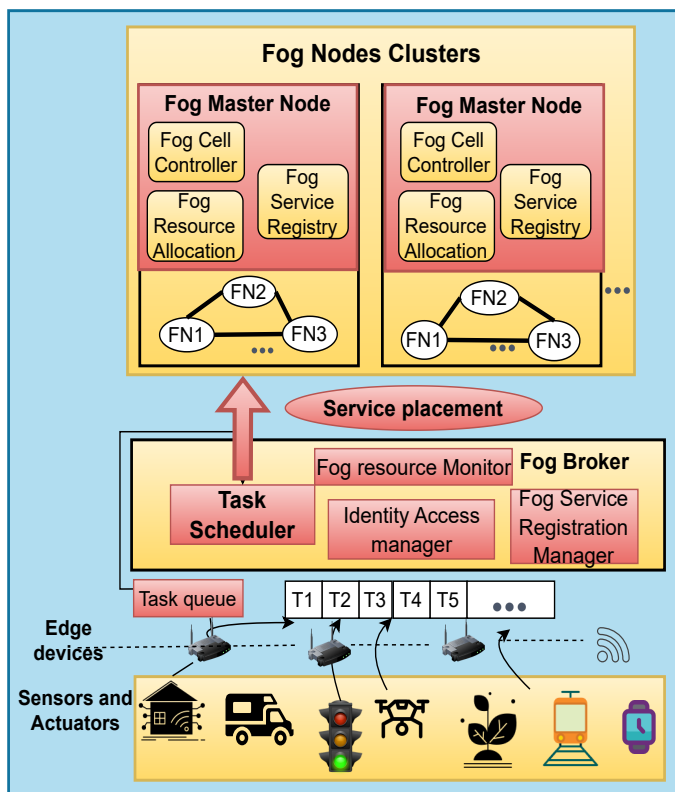 Fog Nodes Clusters
Fog Master Node
Fog Cell
Controller
Fog
Service
Registry
Fog
Resource
Allocation
FN2
FN1
FN3
...
Fog Master Node
Fog Cell
Controller
Fog
Service
Registry
Fog
Resource
Allocation
FN2
FN1
FN3
...
...
Service placement
Fog Broker
Fog resource Monitor
Task
Scheduler
Identity Access
manager
Fog Service
Registration
Manager
Task queue
T1 T2 T3 T4 T5 ...
Edge
devices
Sensors and
Actuators